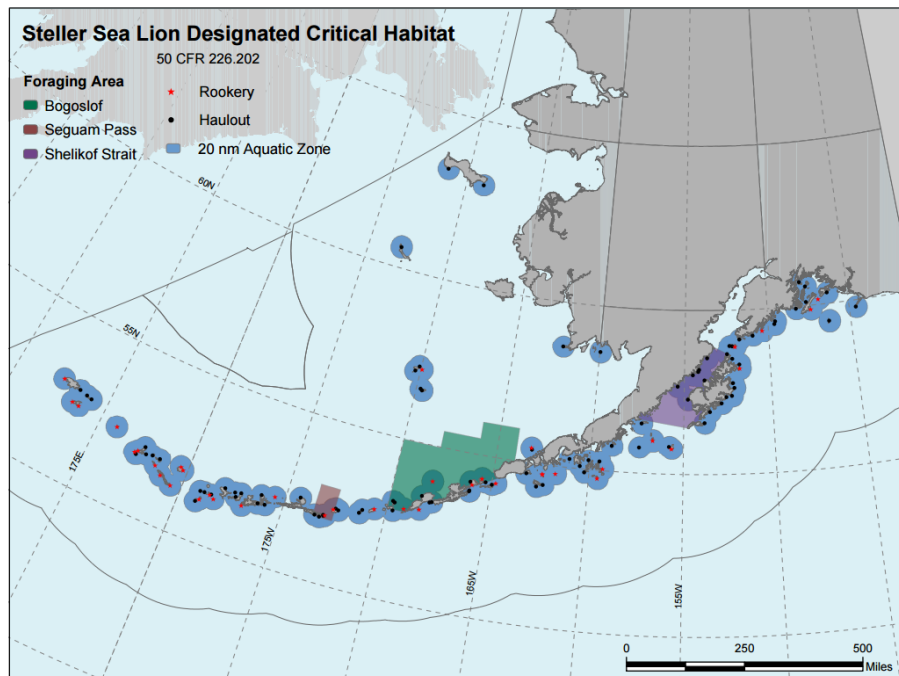 Steller Sea Lion Designated Critical Habitat
50 CFR 226.202
Foraging Area
Bogoslof
Seguam Pass
Shelikof Strait
Rookery
Haulout
20 nm Aquatic Zone
60N
55N
175E
175W
165W
155W
0 250 500
Miles